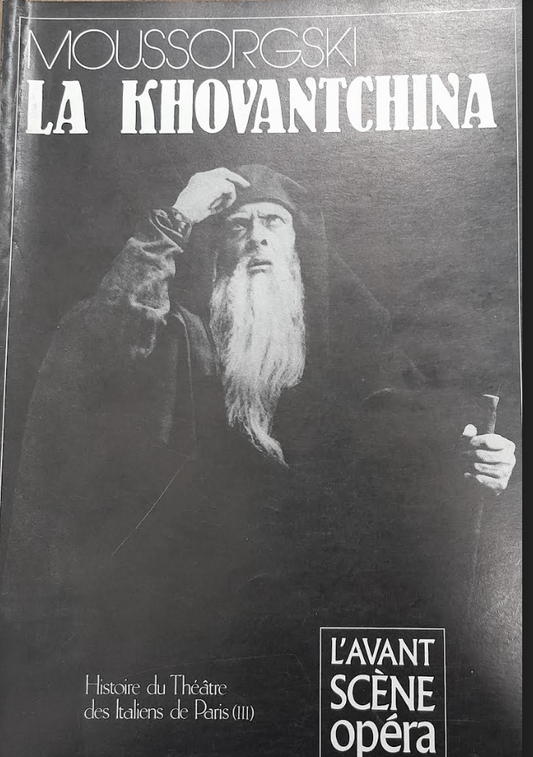 MOUSSORGSKI
LA KHOVANTCHINA
Histoire du Théâtre
des Italiens de Paris (III)
L'AVANT
SCÈNE
opéra